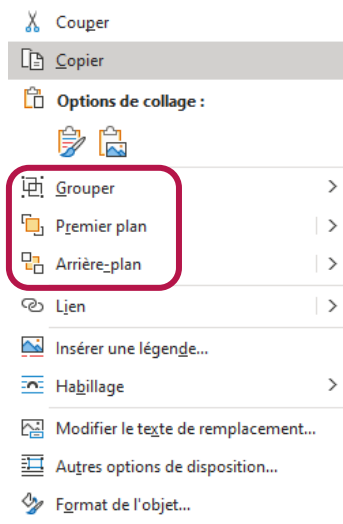 Couper
Copier
Options de collage :
Grouper
Premier plan
Arrière-plan
Lien
Insérer une légende...
Habillage
Modifier le texte de remplacement...
Autres options de disposition...
Format de l'objet...